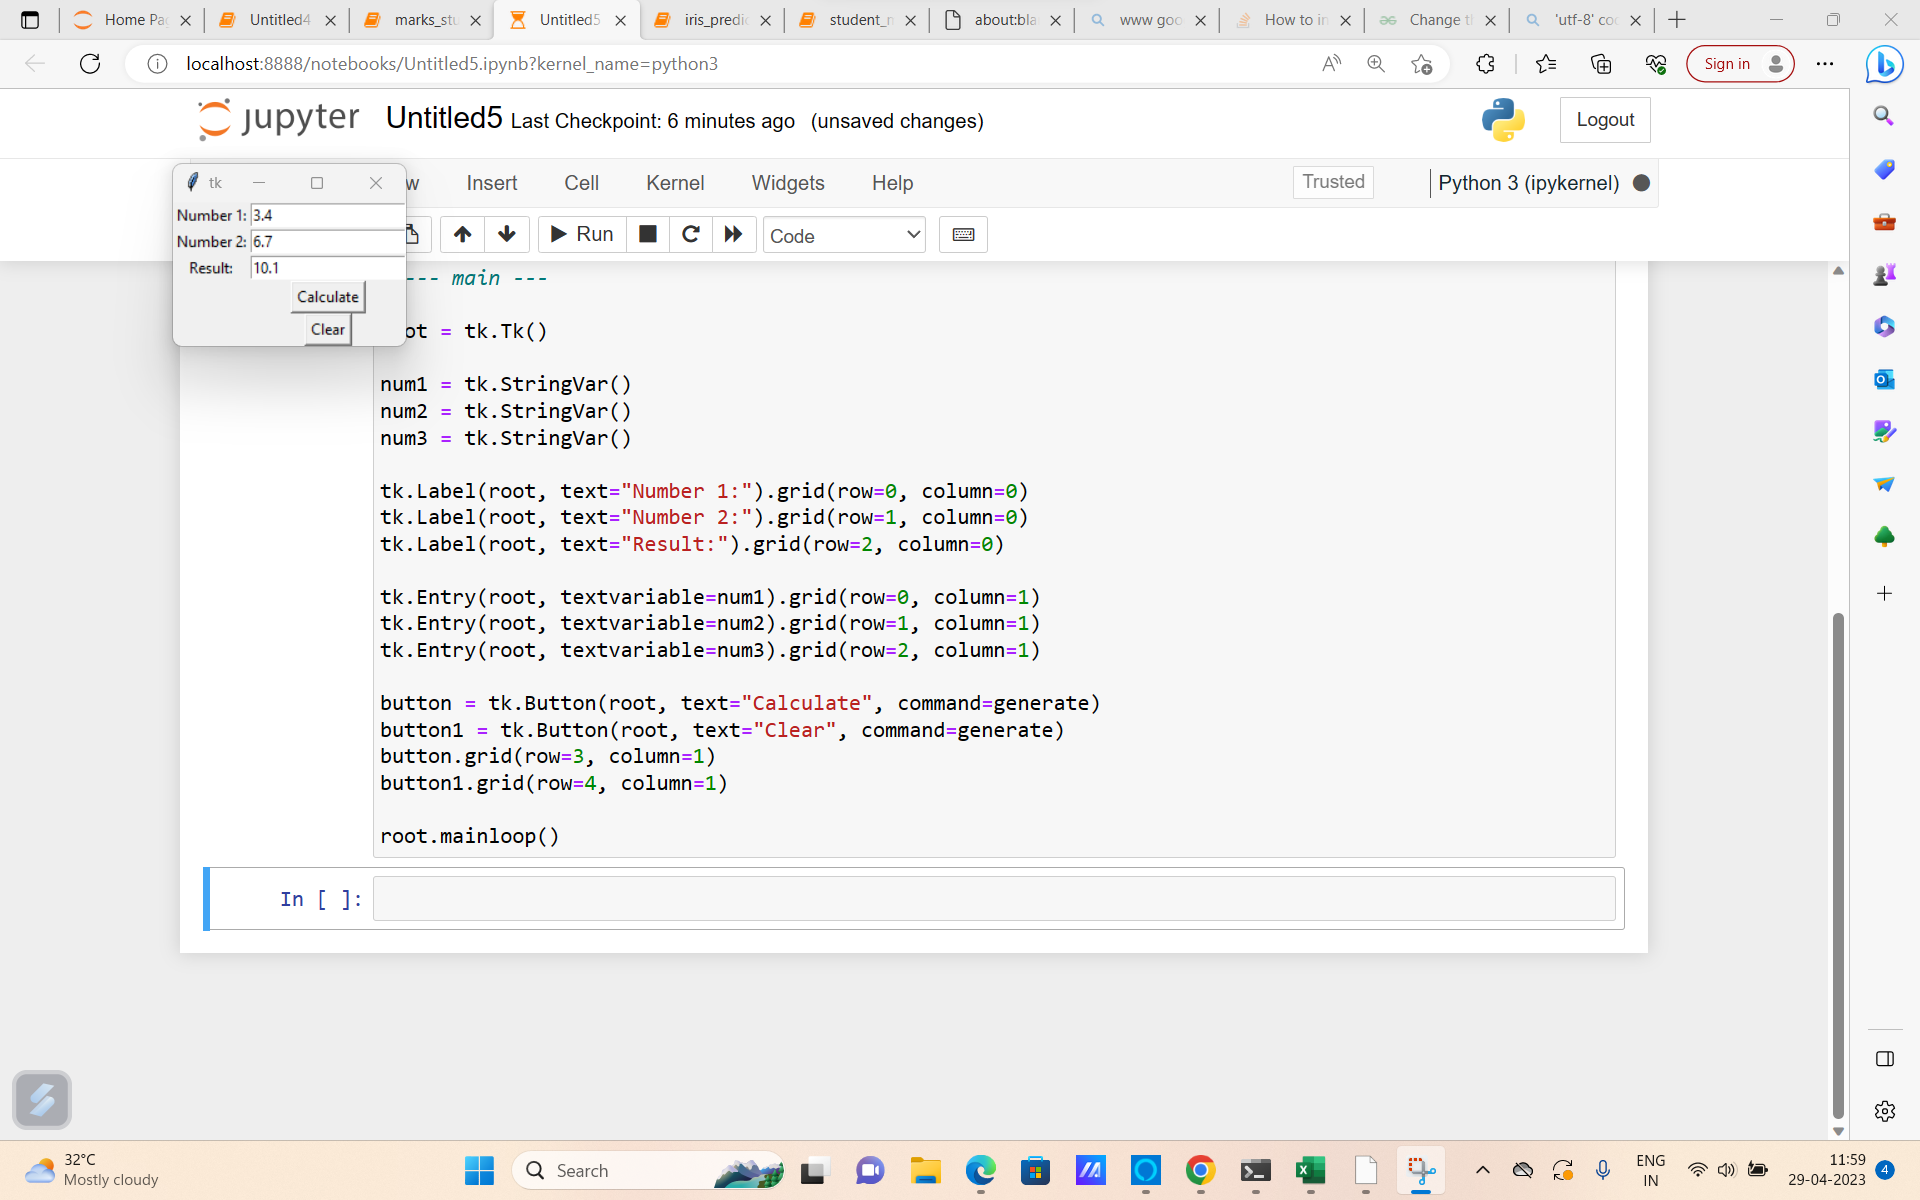 Home Pa
Untitled4
marks_stu
Untitled5
iris_predic
student_r
about:bla
www goo
How to in
Change t
'utf-8' coc
localhost:8888/notebooks/Untitled5.ipynb?kernel_name=python3
Sign in
jupyter Untitled5 Last Checkpoint: 6 minutes ago (unsaved changes)
Logout
w Insert Cell Kernel Widgets Help
Trusted
Python 3 (ipykernel)
Run
Code
tk
Number 1: 3.4
Number 2: 6.7
Result: 10.1
Calculate
Clear
--- main ---
ot = tk.Tk()
num1 = tk.StringVar()
num2 = tk.StringVar()
num3 = tk.StringVar()
tk.Label(root, text="Number 1:").grid(row=0, column=0)
tk.Label(root, text="Number 2:").grid(row=1, column=0)
tk.Label(root, text="Result:").grid(row=2, column=0)
tk.Entry(root, textvariable=num1).grid(row=0, column=1)
tk.Entry(root, textvariable=num2).grid(row=1, column=1)
tk.Entry(root, textvariable=num3).grid(row=2, column=1)
button = tk.Button(root, text="Calculate", command=generate)
button1 = tk.Button(root, text="Clear", command=generate)
button.grid(row=3, column=1)
button1.grid(row=4, column=1)
root.mainloop()
In [ ]:
32°C
Mostly cloudy
Search
ENG
IN
11:59
29-04-2023
4